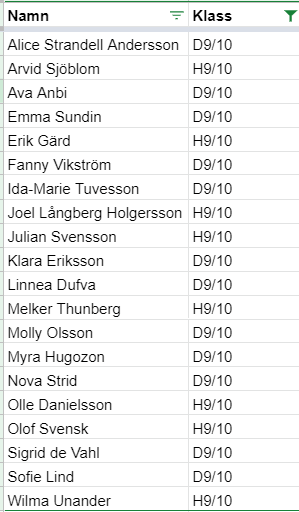 Namn Klass
Alice Strandell Andersson D9/10
Arvid Sjöblom H9/10
Ava Anbi D9/10
Emma Sundin D9/10
Erik Gärd H9/10
Fanny Vikström D9/10
Ida-Marie Tuvesson D9/10
Joel Långberg Holgersson H9/10
Julian Svensson H9/10
Klara Eriksson D9/10
Linnea Dufva D9/10
Melker Thunberg H9/10
Molly Olsson D9/10
Myra Hugozon D9/10
Nova Strid D9/10
Olle Danielsson H9/10
Olof Svensk H9/10
Sigrid de Vahl D9/10
Sofie Lind D9/10
Wilma Unander H9/10